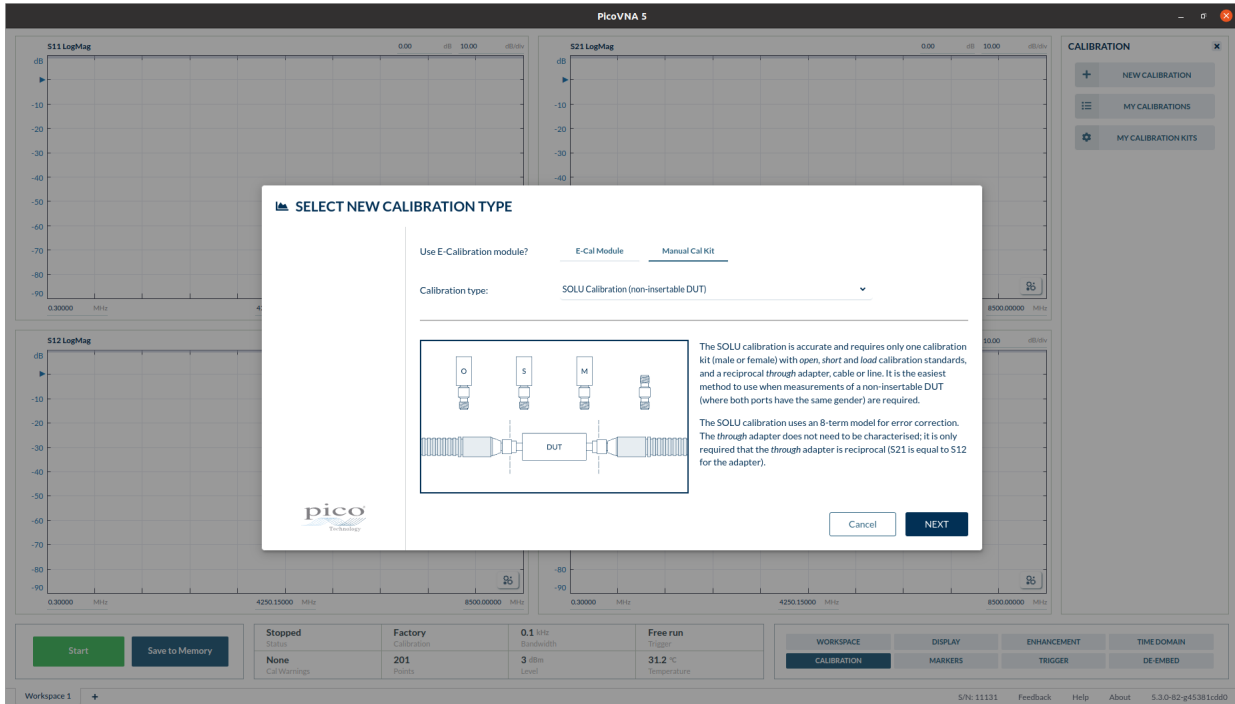 PicoVNA 5
S11 LogMag 0.00 dB 10.00 dB/div
dB
-10
-20
-30
-40
-50
-60
-70
-80
-90
0.30000 MHz
S21 LogMag 0.00 dB 10.00 dB/div
dB
-10
-20
-30
-40
8500.00000 MHz
CALIBRATION
NEW CALIBRATION
MY CALIBRATIONS
MY CALIBRATION KITS
SELECT NEW CALIBRATION TYPE
Use E-Calibration module? E-Cal Module Manual Cal Kit
Calibration type: SOLU Calibration (non-insertable DUT)
O S M
DUT
The SOLU calibration is accurate and requires only one calibration
kit (male or female) with open, short and load calibration standards,
and a reciprocal through adapter, cable or line. It is the easiest
method to use when measurements of a non-insertable DUT
(where both ports have the same gender) are required.
The SOLU calibration uses an 8-term model for error correction.
The through adapter does not need to be characterised; it is only
required that the through adapter is reciprocal (S21 is equal to S12
for the adapter).
pico
Technology
Cancel NEXT
S12 LogMag
dB
-10
-20
-30
-40
-50
-60
-70
-80
-90
0.30000 MHz 4250.15000 MHz 8500.00000 MHz
10.00 dB/div
-80
-90
0.30000 MHz 4250.15000 MHz 8500.00000 MHz
Start Save to Memory
Stopped Factory 0.1 kHz Free run
Status Calibration Bandwidth Trigger
None 201 3 dBm 31.2 °C
Cal Warnings Points Level Temperature
WORKSPACE DISPLAY ENHANCEMENT TIME DOMAIN
CALIBRATION MARKERS TRIGGER DE-EMBED
Workspace 1 +
S/N: 11131 Feedback Help About 5.3.0-82-g45381cdd0